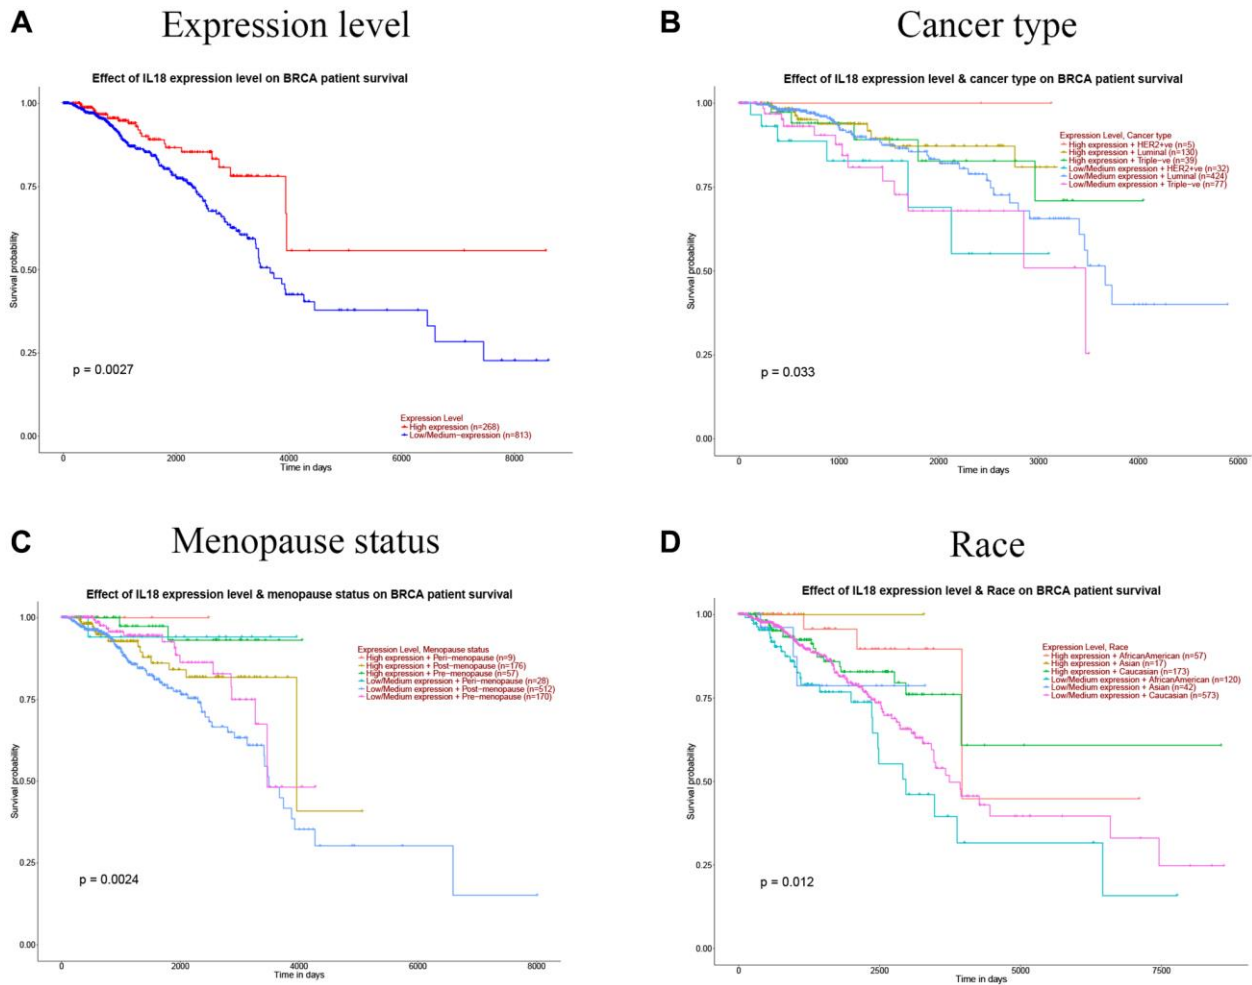 A
Expression level
Effect of IL18 expression level on BRCA patient survival
Survival probability
1.00
0.75
0.50
0.25
0.00
p = 0.0027
Expression Level
High expression (n=268)
Low/Medium-expression (n=813)
0 2000 4000 6000 8000
Time in days
B
Cancer type
Effect of IL18 expression level & cancer type on BRCA patient survival
Survival probability
1.00
0.75
0.50
0.25
0.00
Expression Level, Cancer type
High expression + HER2+ve (n=5)
High expression + Luminal (n=130)
High expression + Triple-ve (n=39)
Low/Medium expression + HER2+ve (n=32)
Low/Medium expression + Luminal (n=424)
Low/Medium expression + Triple-ve (n=77)
p = 0.033
0 1000 2000 3000 4000 5000
Time in days
C
Menopause status
Effect of IL18 expression level & menopause status on BRCA patient survival
Survival probability
1.00
0.75
0.50
0.25
0.00
Expression Level, Menopause status
High expression + Peri-menopause (n=9)
High expression + Post-menopause (n=176)
High expression + Pre-menopause (n=57)
Low/Medium expression + Peri-menopause (n=28)
Low/Medium expression + Post-menopause (n=512)
Low/Medium expression + Pre-menopause (n=170)
p = 0.0024
0 2000 4000 6000 8000
Time in days
D
Race
Effect of IL18 expression level & Race on BRCA patient survival
Survival probability
1.00
0.75
0.50
0.25
0.00
Expression Level, Race
High expression + AfricanAmerican (n=57)
High expression + Asian (n=17)
High expression + Caucasian (n=173)
Low/Medium expression + AfricanAmerican (n=120)
Low/Medium expression + Asian (n=42)
Low/Medium expression + Caucasian (n=573)
p = 0.012
0 2500 5000 7500
Time in days